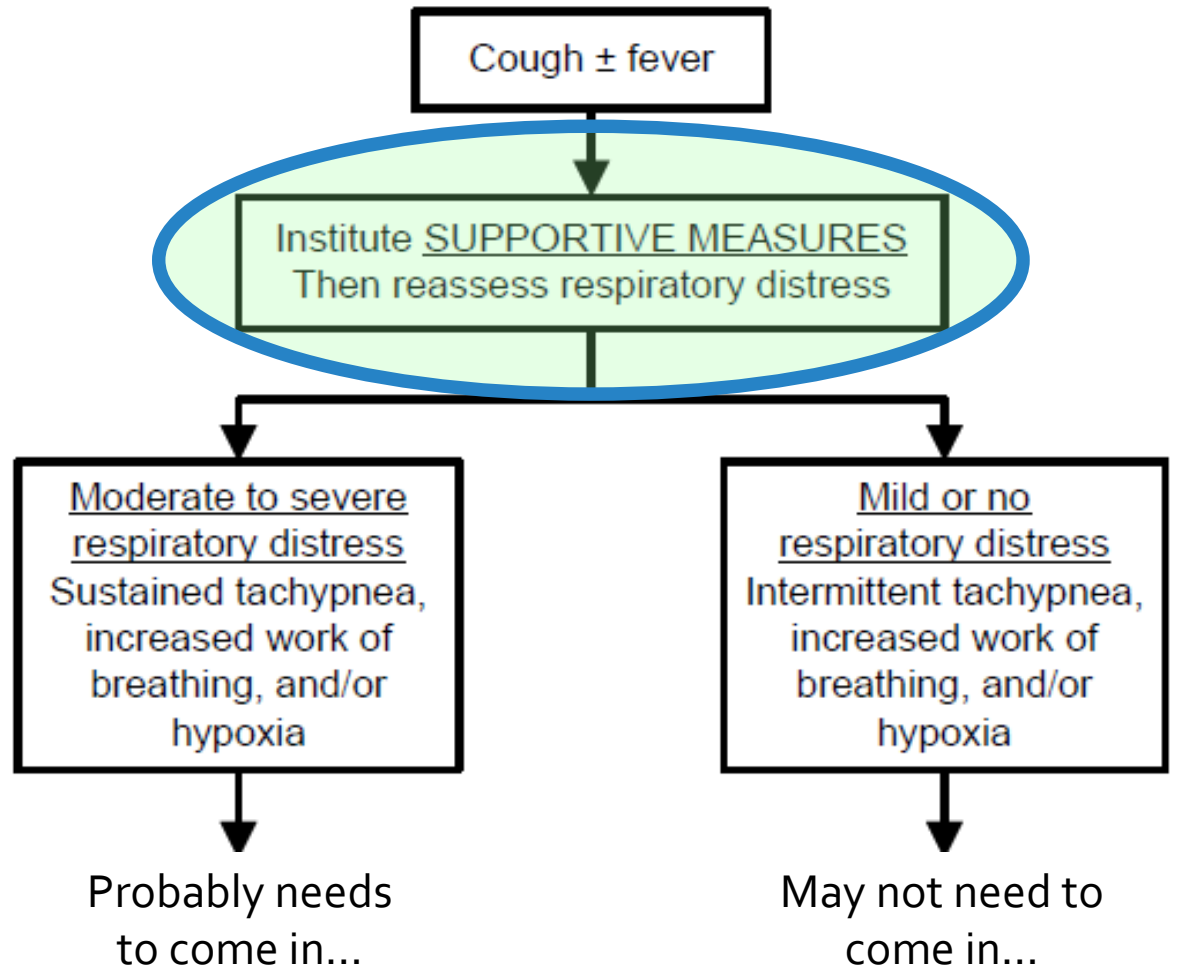 Cough ± fever
Institute SUPPORTIVE MEASURES
Then reassess respiratory distress
Moderate to severe
respiratory distress
Sustained tachypnea,
increased work of
breathing, and/or
hypoxia
Mild or no
respiratory distress
Intermittent tachypnea,
increased work of
breathing, and/or
hypoxia
Probably needs
to come in...
May not need to
come in...